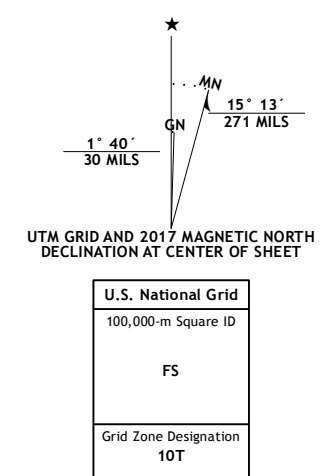 ★
MN
15° 13´
271 MILS
GN
1° 40´
30 MILS
UTM GRID AND 2017 MAGNETIC NORTH
DECLINATION AT CENTER OF SHEET
U.S. National Grid
100,000-m Square ID
FS
Grid Zone Designation
10T